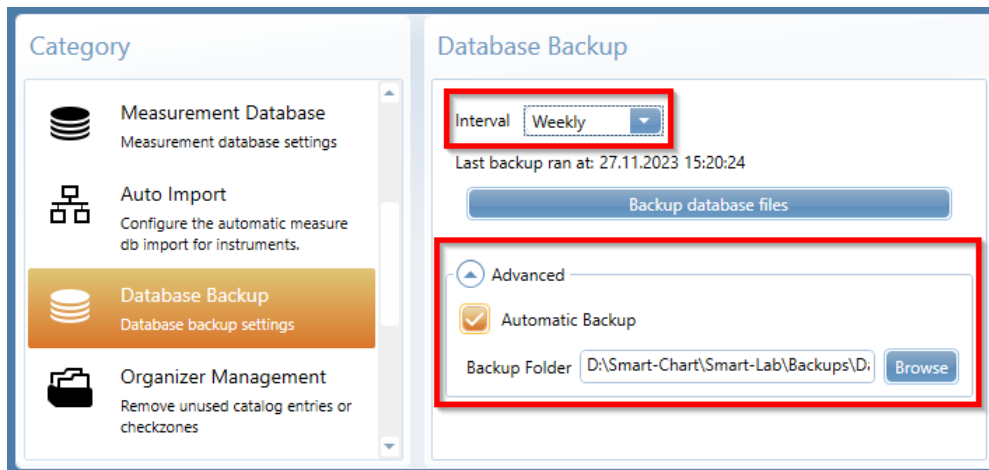 Category
Measurement Database
Measurement database settings
Auto Import
Configure the automatic measure
db import for instruments.
Database Backup
Database backup settings
Organizer Management
Remove unused catalog entries or
checkzones
Database Backup
Interval Weekly
Last backup ran at: 27.11.2023 15:20:24
Backup database files
Advanced
Automatic Backup
Backup Folder D:\Smart-Chart\Smart-Lab\Backups\Da Browse